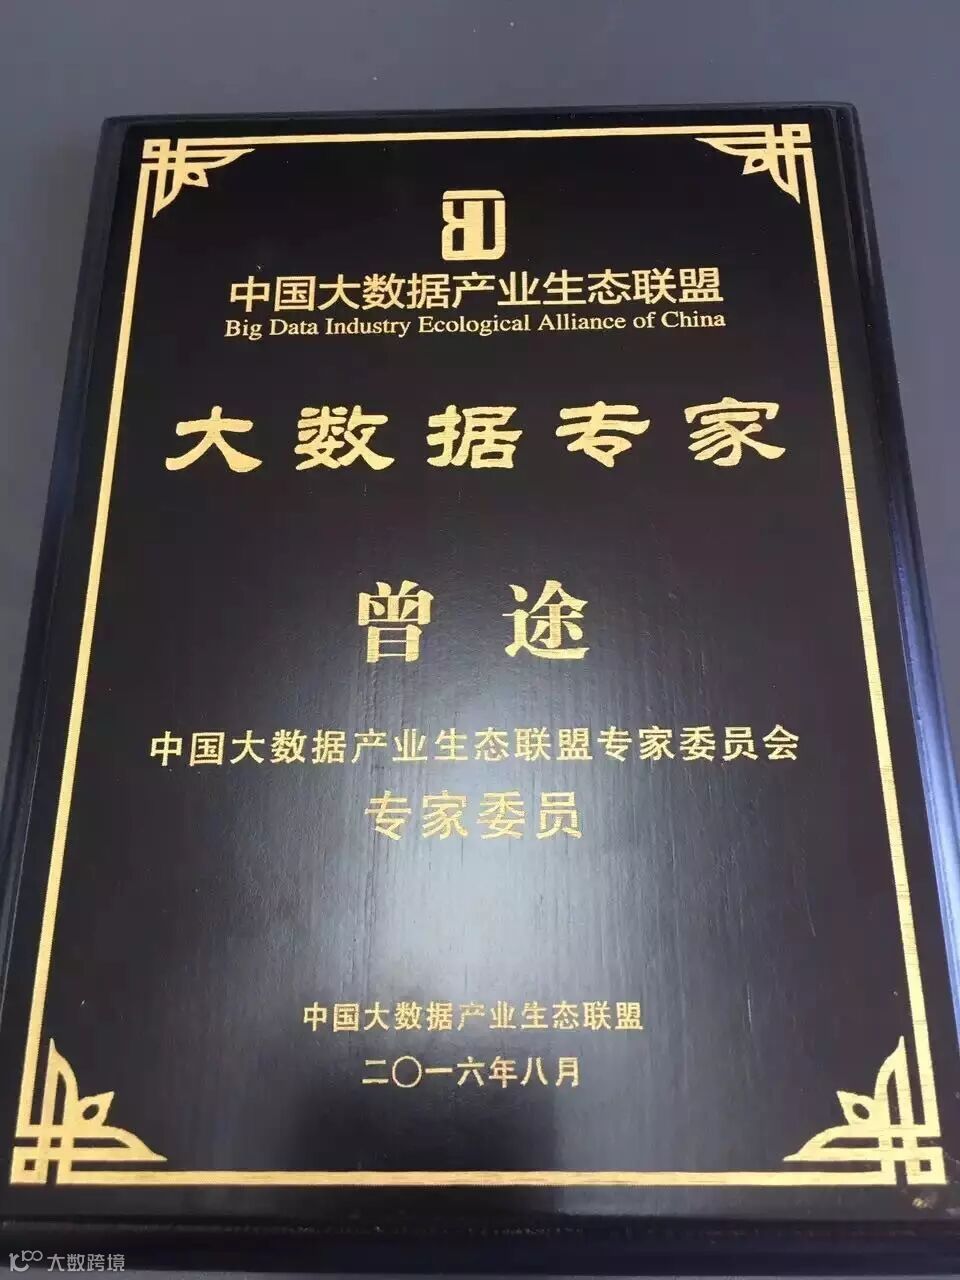 中国大数据产业生态联盟
Big Data Industry Ecological Alliance of China
大数据专家
曾途
中国大数据产业生态联盟专家委员会
专家委员
中国大数据产业生态联盟
二〇一六年八月
大数跨境